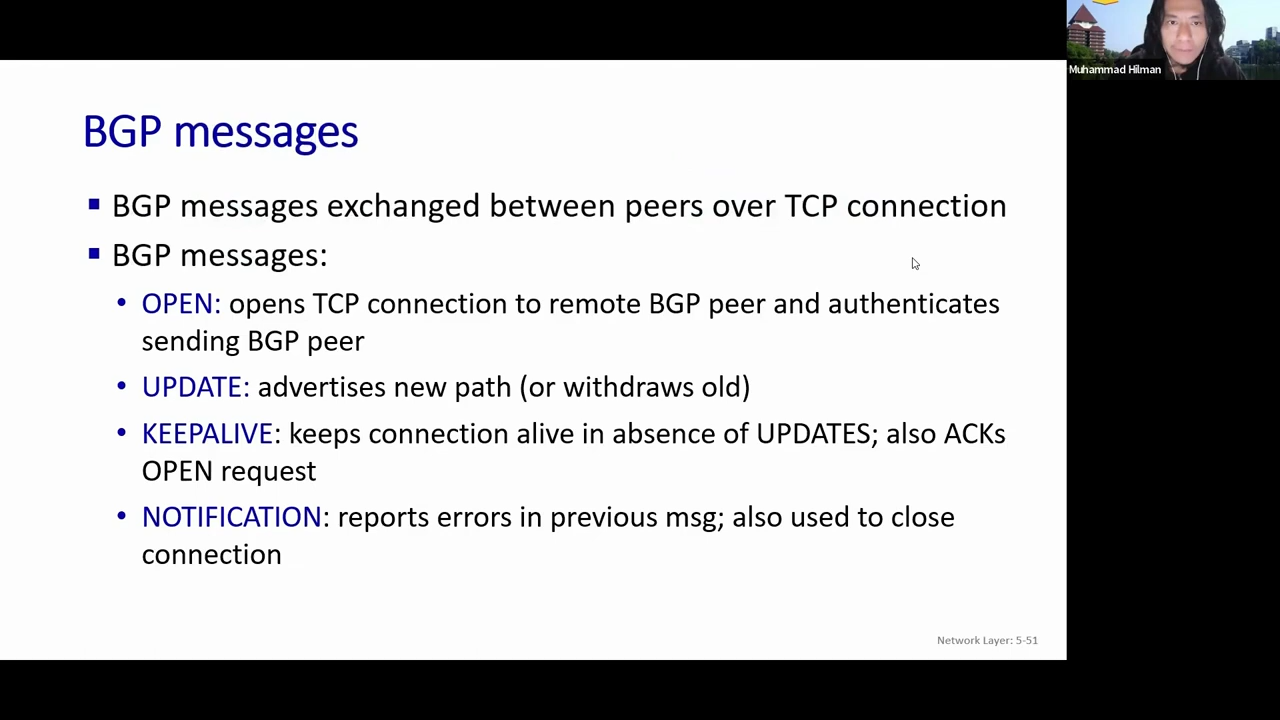 Muhammad Hilman
BGP messages
▪ BGP messages exchanged between peers over TCP connection
▪ BGP messages:
• OPEN: opens TCP connection to remote BGP peer and authenticates
sending BGP peer
• UPDATE: advertises new path (or withdraws old)
• KEEPALIVE: keeps connection alive in absence of UPDATES; also ACKs
OPEN request
• NOTIFICATION: reports errors in previous msg; also used to close
connection
Network Layer: 5-51